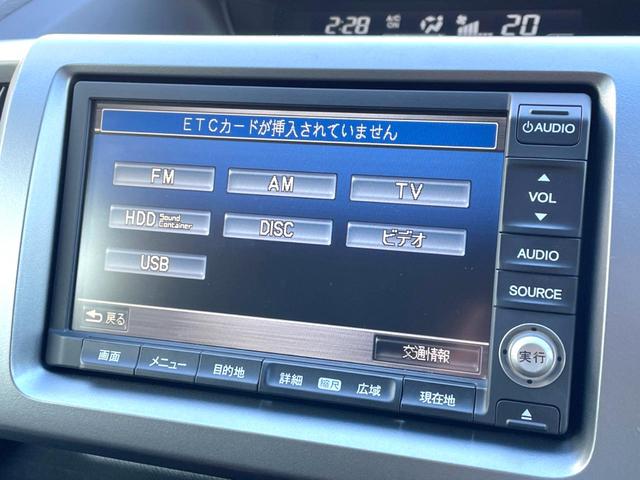 2:28 A/C ON 20
ETCカードが挿入されていません
FM AM TV
HDD Sound Container DISC ビデオ
USB
戻る
交通情報
画面 メニュー 目的地 詳細 縮尺 広域 現在地
AUDIO
VOL
AUDIO
SOURCE
実行